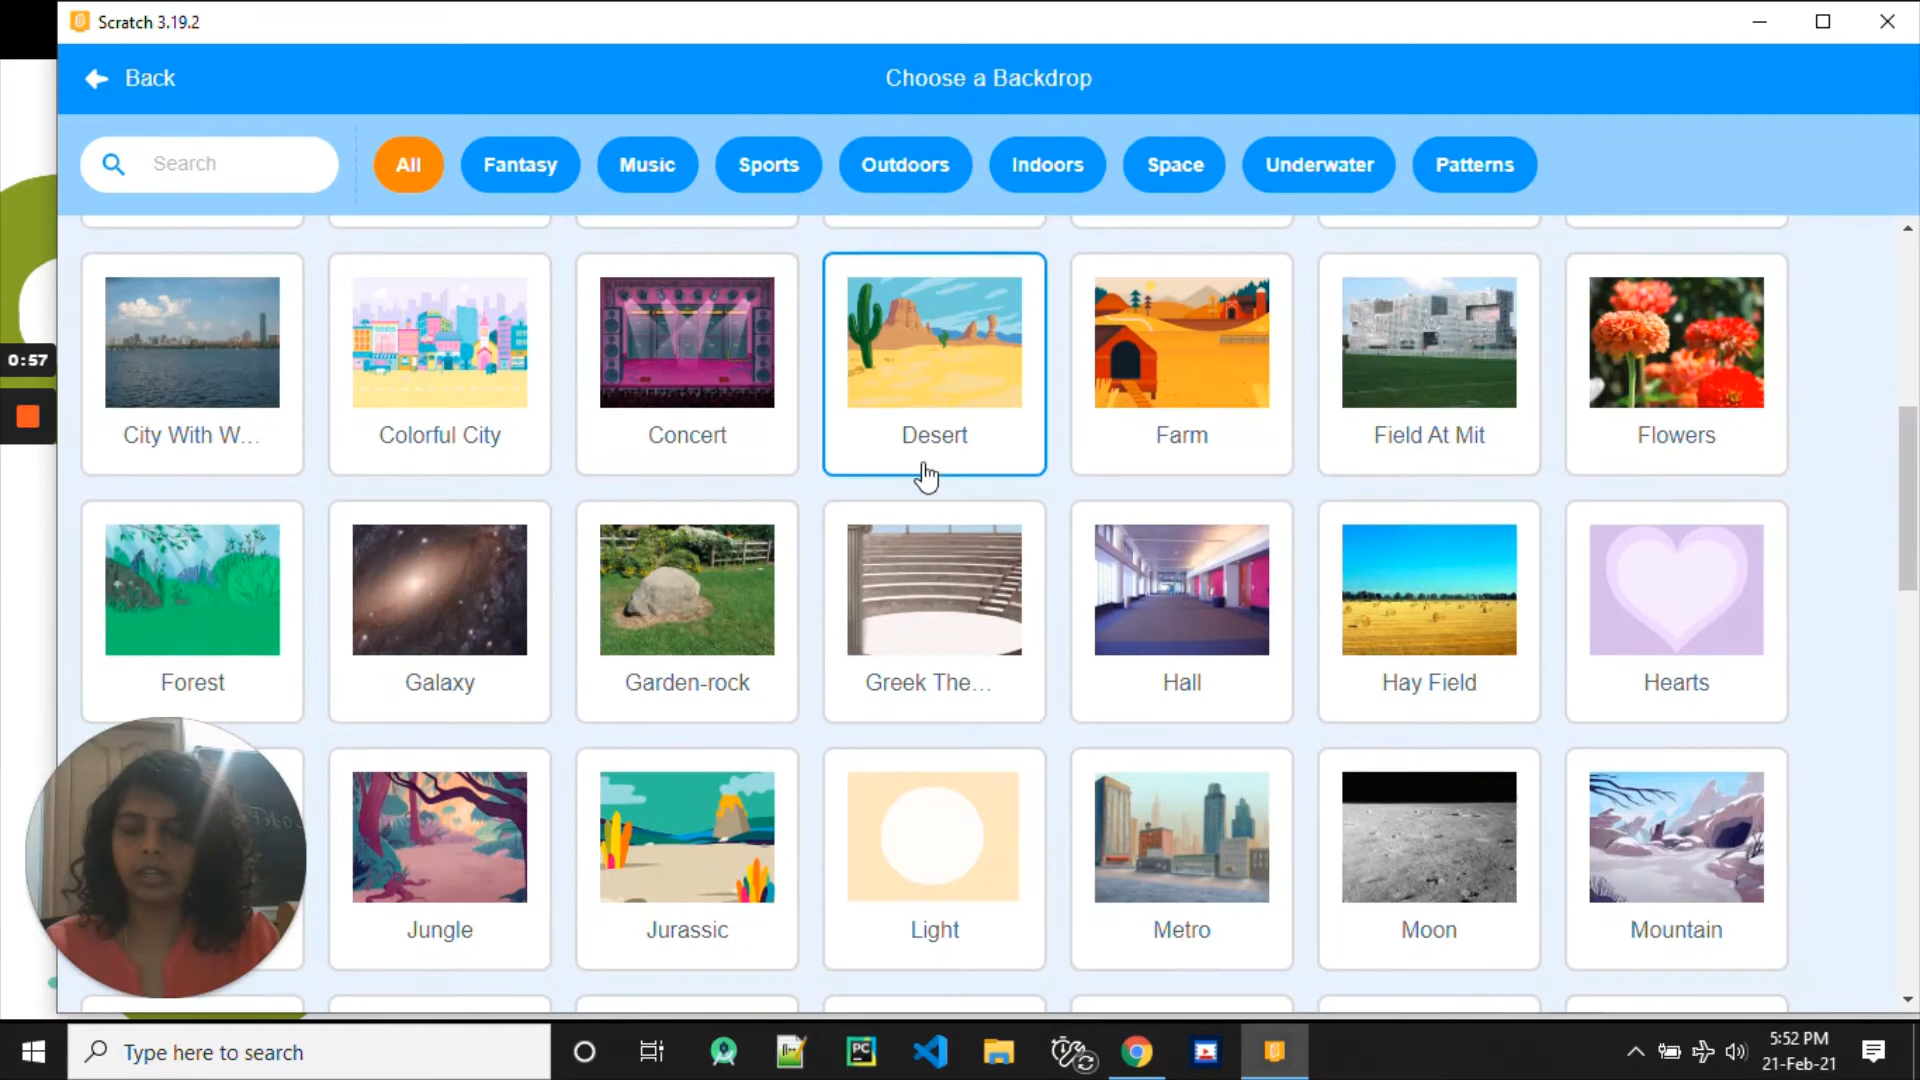 Scratch 3.19.2
Back
Choose a Backdrop
Search
All
Fantasy
Music
Sports
Outdoors
Indoors
Space
Underwater
Patterns
0:57
City With W...
Colorful City
Concert
Desert
Farm
Field At Mit
Flowers
Forest
Galaxy
Garden-rock
Greek The...
Hall
Hay Field
Hearts
Jungle
Jurassic
Light
Metro
Moon
Mountain
Type here to search
PC
5:52 PM
21-Feb-21